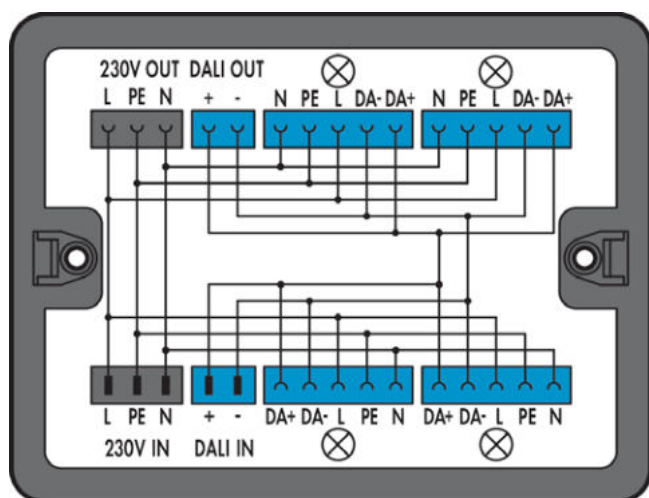 230V OUT DALI OUT
L PE N + - N PE L DA- DA+ N PE L DA- DA+
L PE N + - DA+ DA- L PE N DA+ DA- L PE N
230V IN DALI IN